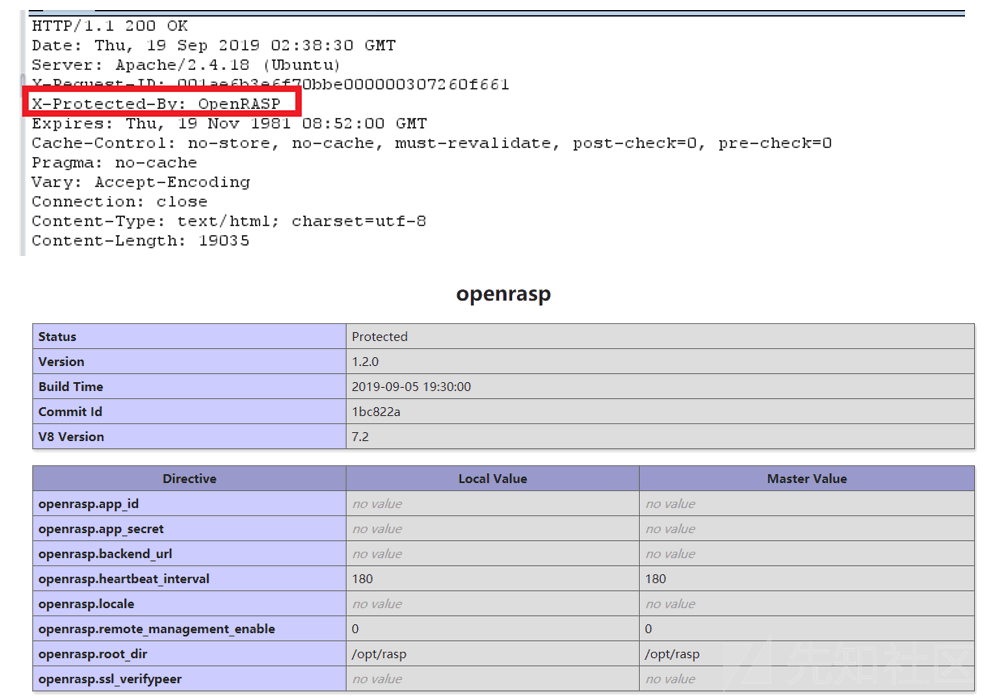 HTTP/1.1 200 OK
Date: Thu, 19 Sep 2019 02:38:30 GMT
Server: Apache/2.4.18 (Ubuntu)
X-Request-ID: 001ae6b3e6f70bbe000000307260f661
X-Protected-By: OpenRASP
Expires: Thu, 19 Nov 1981 08:52:00 GMT
Cache-Control: no-store, no-cache, must-revalidate, post-check=0, pre-check=0
Pragma: no-cache
Vary: Accept-Encoding
Connection: close
Content-Type: text/html; charset=utf-8
Content-Length: 19035
openrasp
Status Protected
Version 1.2.0
Build Time 2019-09-05 19:30:00
Commit Id 1bc822a
V8 Version 7.2
Directive Local Value Master Value
openrasp.app_id no value no value
openrasp.app_secret no value no value
openrasp.backend_url no value no value
openrasp.heartbeat_interval 180 180
openrasp.locale no value no value
openrasp.remote_management_enable 0 0
openrasp.root_dir /opt/rasp /opt/rasp
openrasp.ssl_verifypeer no value no value
先知社区